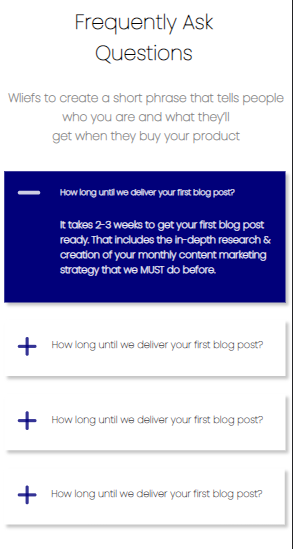 Frequently Ask
Questions
Wliefs to create a short phrase that tells people
who you are and what they'll
get when they buy your product
How long until we deliver your first blog post?
It takes 2-3 weeks to get your first blog post
ready. That includes the in-depth research &
creation of your monthly content marketing
strategy that we MUST do before.
How long until we deliver your first blog post?
How long until we deliver your first blog post?
How long until we deliver your first blog post?